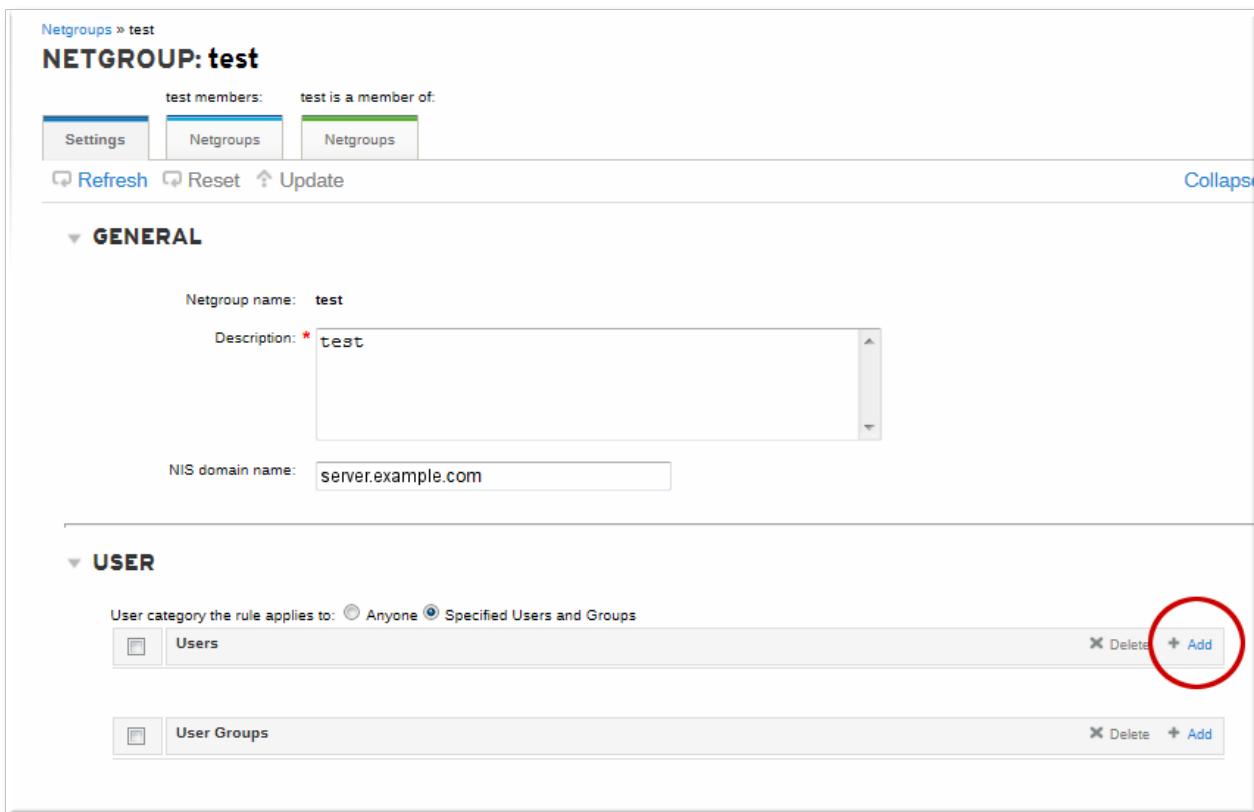 Netgroups » test
NETGROUP: test
test members: test is a member of:
Settings Netgroups Netgroups
Refresh Reset Update Collapse
GENERAL
Netgroup name: test
Description: * test
NIS domain name: server.example.com
USER
User category the rule applies to: Anyone Specified Users and Groups
Users Delete + Add
User Groups Delete + Add